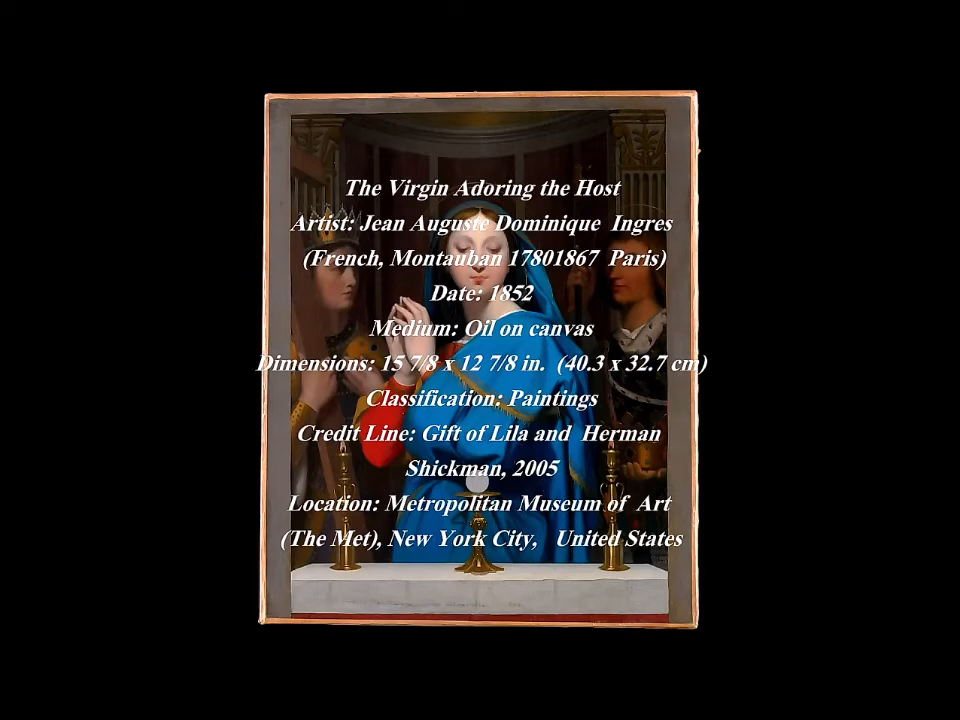 The Virgin Adoring the Host
Artist: Jean Auguste Dominique Ingres
(French, Montauban 17801867 Paris)
Date: 1852
Medium: Oil on canvas
Dimensions: 15 7/8 x 12 7/8 in. (40.3 x 32.7 cm)
Classification: Paintings
Credit Line: Gift of Lila and Herman
Shickman, 2005
Location: Metropolitan Museum of Art
(The Met), New York City, United States